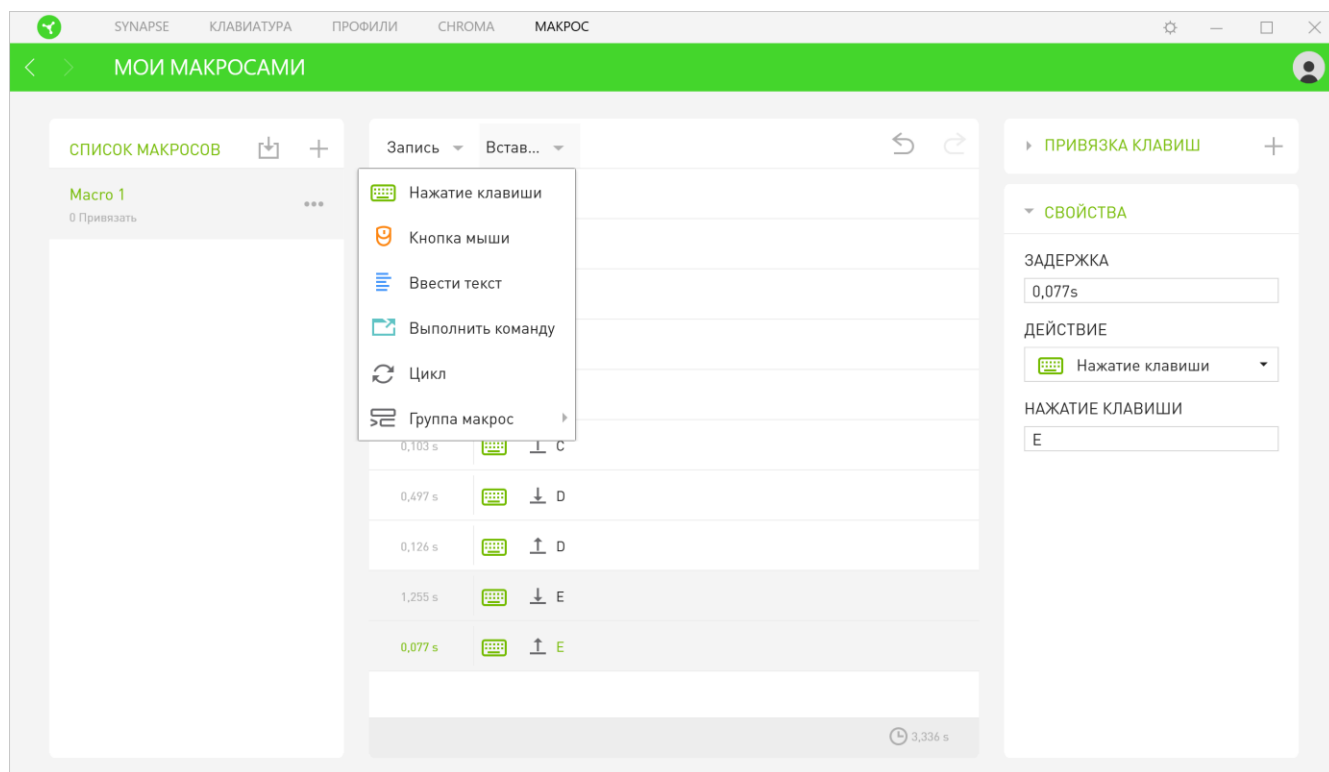 SYNAPSE КЛАВИАТУРА ПРОФИЛИ CHROMA МАКРОС
МОИ МАКРОСАМИ
СПИСОК МАКРОСОВ
Macro 1
0 Привязать
Запись Встав...
Нажатие клавиши
Кнопка мыши
Ввести текст
Выполнить команду
Цикл
Группа макрос
0,103 s C
0,497 s D
0,126 s D
1,255 s E
0,077 s E
3,336 s
ПРИВЯЗКА КЛАВИШ
СВОЙСТВА
ЗАДЕРЖКА
0,077s
ДЕЙСТВИЕ
Нажатие клавиши
НАЖАТИЕ КЛАВИШИ
E